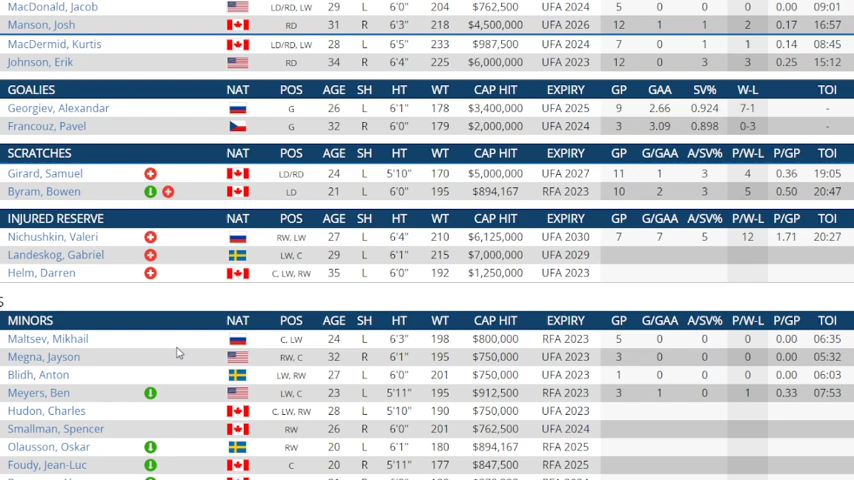 MacDonald, Jacob LD/RD, LW 29 L 6'0" 204 $762,500 UFA 2024 5 0 0 0 0.00 09:01
Manson, Josh RD 31 R 6'3" 218 $4,500,000 UFA 2026 12 1 1 2 0.17 16:57
MacDermid, Kurtis LD/RD, LW 28 L 6'5" 233 $987,500 UFA 2024 7 0 1 1 0.14 08:45
Johnson, Erik RD 34 R 6'4" 225 $6,000,000 UFA 2023 12 0 3 3 0.25 15:12
GOALIES NAT POS AGE SH HT WT CAP HIT EXPIRY GP GAA SV% W-L TOI
Georgiev, Alexandar G 26 L 6'1" 178 $3,400,000 UFA 2025 9 2.66 0.924 7-1 -
Francouz, Pavel G 32 R 6'0" 179 $2,000,000 UFA 2024 3 3.09 0.898 0-3 -
SCRATCHES NAT POS AGE SH HT WT CAP HIT EXPIRY GP G/GAA A/SV% P/W-L P/GP TOI
Girard, Samuel LD/RD 24 L 5'10" 170 $5,000,000 UFA 2027 11 1 3 4 0.36 19:05
Byram, Bowen LD 21 L 6'0" 195 $894,167 RFA 2023 10 2 3 5 0.50 20:47
INJURED RESERVE NAT POS AGE SH HT WT CAP HIT EXPIRY GP G/GAA A/SV% P/W-L P/GP TOI
Nichushkin, Valeri RW, LW 27 L 6'4" 210 $6,125,000 UFA 2030 7 7 5 12 1.71 20:27
Landeskog, Gabriel LW, C 29 L 6'1" 215 $7,000,000 UFA 2029
Helm, Darren C, LW, RW 35 L 6'0" 192 $1,250,000 UFA 2023
S
MINORS NAT POS AGE SH HT WT CAP HIT EXPIRY GP G/GAA A/SV% P/W-L P/GP TOI
Maltsev, Mikhail C, LW 24 L 6'3" 198 $800,000 RFA 2023 5 0 0 0 0.00 06:35
Megna, Jayson RW, C 32 R 6'1" 195 $750,000 UFA 2023 3 0 0 0 0.00 05:32
Blidh, Anton LW, RW 27 L 6'0" 201 $750,000 UFA 2023 1 0 0 0 0.00 06:03
Meyers, Ben LW, C 23 L 5'11" 195 $912,500 RFA 2023 3 1 0 1 0.33 07:53
Hudon, Charles C, LW, RW 28 L 5'10" 190 $750,000 UFA 2023
Smallman, Spencer RW 26 R 6'0" 201 $762,500 UFA 2024
Olausson, Oskar RW 20 L 6'1" 180 $894,167 RFA 2025
Foudy, Jean-Luc C 20 R 5'11" 177 $847,500 RFA 2025